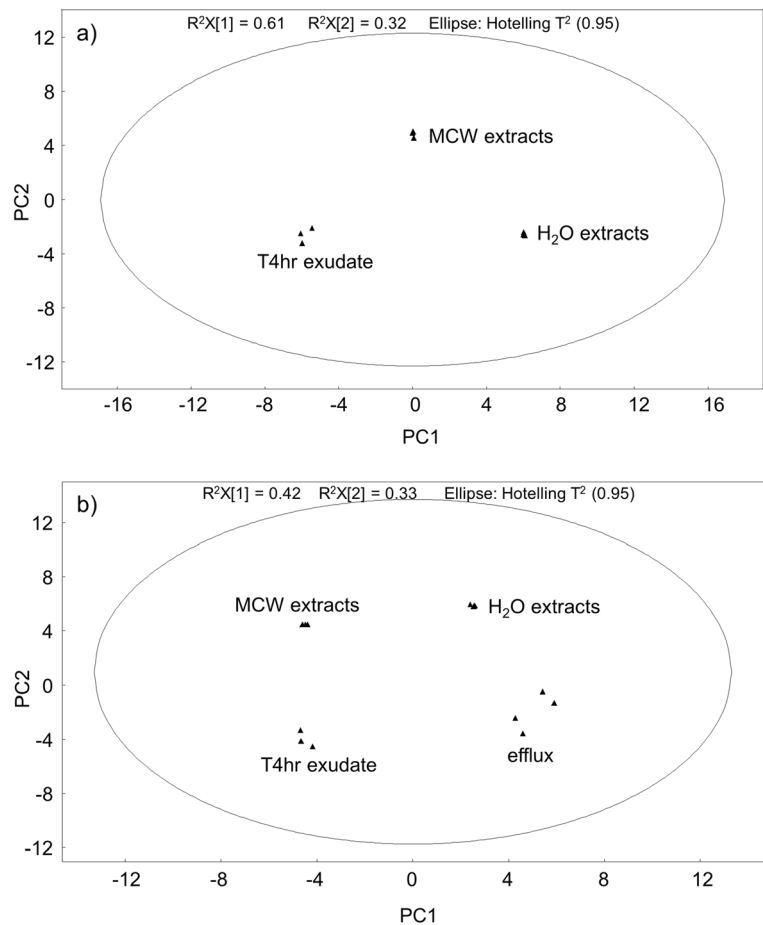 a)
R²X[1] = 0.61 R²X[2] = 0.32 Ellipse: Hotelling T² (0.95)
12
8
4
0
-4
-8
-12
PC2
MCW extracts
H₂O extracts
T4hr exudate
-16 -12 -8 -4 0 4 8 12 16
PC1
b)
R²X[1] = 0.42 R²X[2] = 0.33 Ellipse: Hotelling T² (0.95)
12
8
4
0
-4
-8
-12
PC2
MCW extracts
H₂O extracts
T4hr exudate
efflux
-12 -8 -4 0 4 8 12
PC1